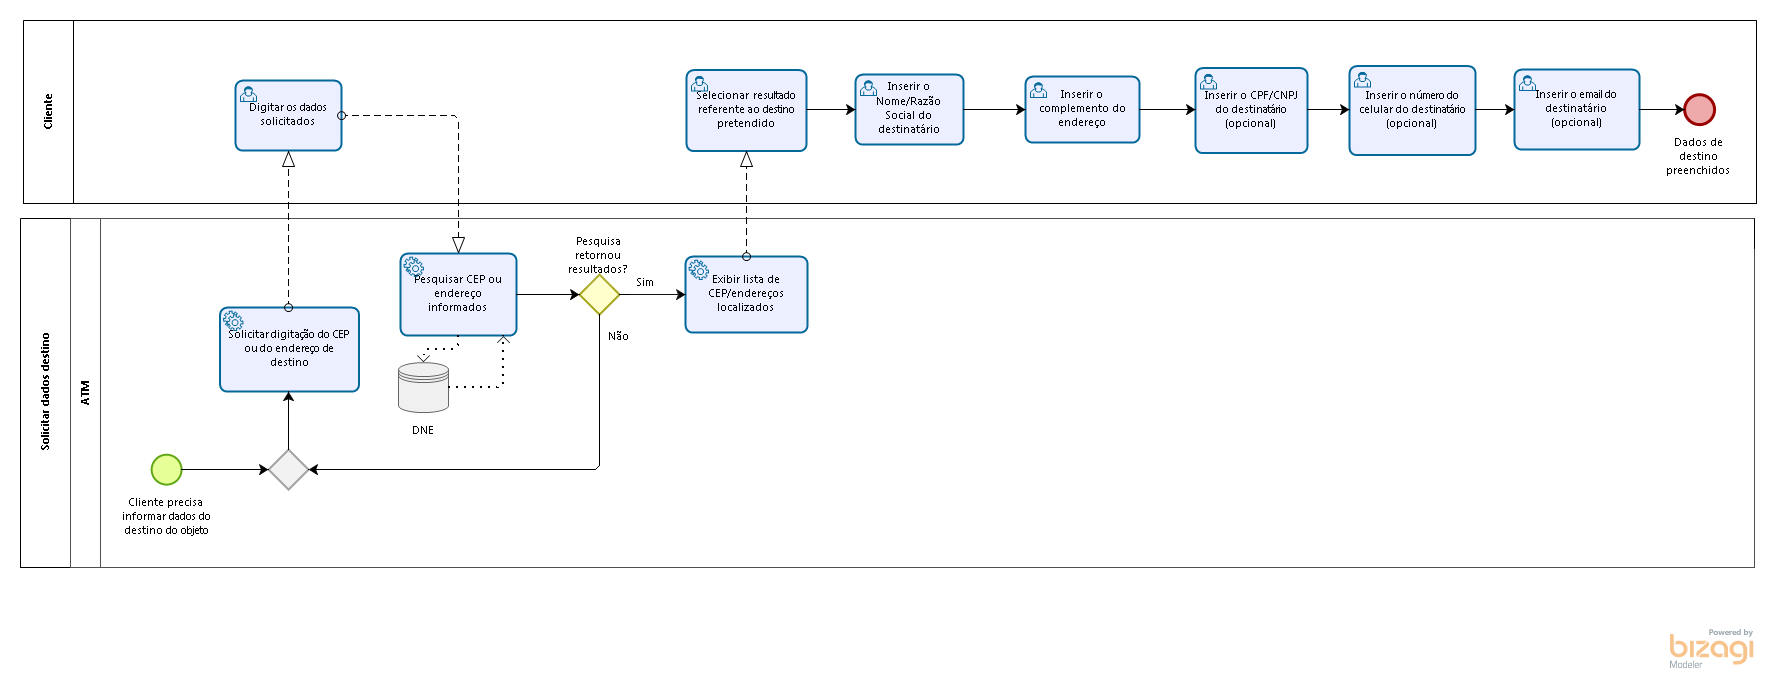 Cliente
Digitar os dados
solicitados
Selecionar resultado
referente ao destino
pretendido
Inserir o
Nome/Razão
Social do
destinatário
Inserir o
complemento do
endereço
Inserir o CPF/CNPJ
do destinatário
(opcional)
Inserir o número do
celular do destinatário
(opcional)
Inserir o email do
destinatário
(opcional)
Dados de
destino
preenchidos
Solicitar dados destino
ATM
Cliente precisa
informar dados do
destino do objeto
Solicitar digitação do CEP
ou do endereço de
destino
Pesquisar CEP ou
endereço
informados
DNE
Pesquisa
retornou
resultados?
Sim
Não
Exibir lista de
CEP/endereços
localizados
Powered by
bizagi
Modeler